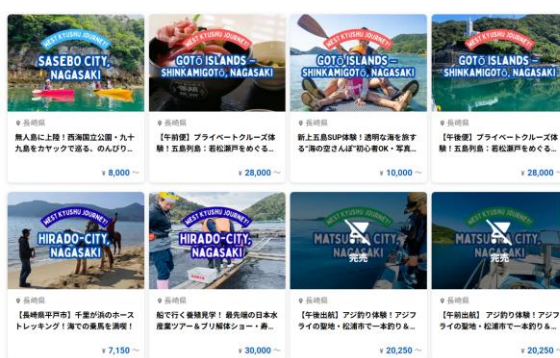 WEST KYUSHU JOURNEY!
SASEBO CITY,
NAGASAKI
長崎県
無人島に上陸！西海国立公園・九十
九島をカヤックで巡る、のんびり...
¥ 8,000 〜
WEST KYUSHU JOURNEY!
GOTŌ ISLANDS –
SHINKAMIGOTŌ, NAGASAKI
長崎県
【午前便】プライベートクルーズ体
験！五島列島：若松瀬戸をめぐる...
¥ 28,000 〜
WEST KYUSHU JOURNEY!
GOTŌ ISLANDS –
SHINKAMIGOTŌ, NAGASAKI
長崎県
新上五島SUP体験！透明な海を旅す
る“海の空さんぽ”初心者OK・写真...
¥ 10,000 〜
WEST KYUSHU JOURNEY!
GOTŌ ISLANDS –
SHINKAMIGOTŌ, NAGASAKI
長崎県
【午後便】プライベートクルーズ体
験！五島列島：若松瀬戸をめぐる...
¥ 28,000 〜
WEST KYUSHU JOURNEY!
HIRADO-CITY,
NAGASAKI
長崎県
【長崎県平戸市】千里が浜のホース
トレッキング！海での乗馬を満喫！
¥ 7,150 〜
WEST KYUSHU JOURNEY!
HIRADO-CITY,
NAGASAKI
長崎県
船で行く養殖見学！ 最先端の日本水
産業ツアー＆ブリ解体ショー・寿...
¥ 30,000 〜
WEST KYUSHU JOURNEY!
MATSUURA CITY,
NAGASAKI
完売
長崎県
【午後出航】アジ釣り体験！アジフ
ライの聖地・松浦市で一本釣り＆...
¥ 20,250 〜
WEST KYUSHU JOURNEY!
MATSUURA CITY,
NAGASAKI
完売
長崎県
【午前出航】 アジ釣り体験！アジフ
ライの聖地・松浦市で一本釣り＆...
¥ 20,250 〜